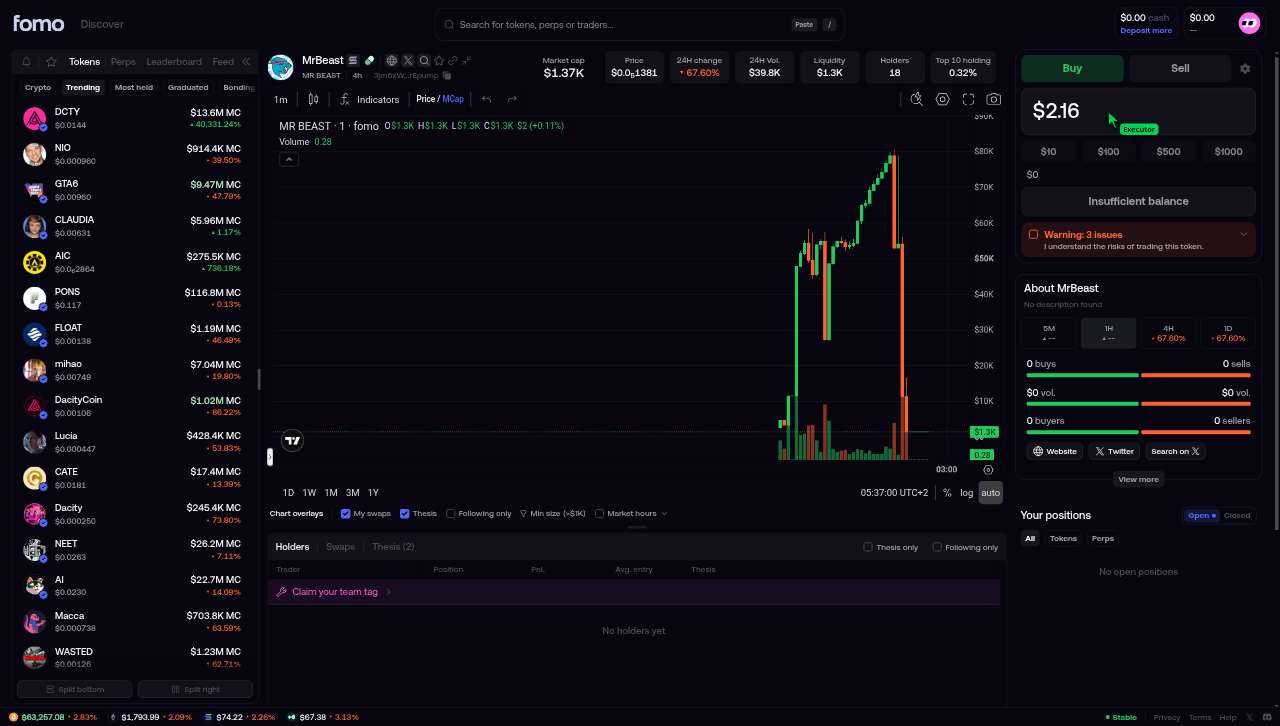 fomo Discover
Search for tokens, perps or traders... Paste /
$0.00 cash
Deposit more
$0.00
—
Tokens Perps Leaderboard Feed
Crypto Trending Most held Graduated Bonding
DCTY $13.6M MC
$0.0144 40,331.24%
NIO $914.4K MC
$0.000960 39.50%
GTA6 $9.47M MC
$0.00960 47.79%
CLAUDIA $5.96M MC
$0.00631 1.17%
AIC $275.5K MC
$0.0₆2864 736.18%
PONS $116.8M MC
$0.117 0.13%
FLOAT $1.19M MC
$0.00138 46.48%
mihao $7.04M MC
$0.00749 19.80%
DacityCoin $1.02M MC
$0.00106 86.22%
Lucia $428.4K MC
$0.000447 53.83%
CATE $17.4M MC
$0.0181 13.39%
Dacity $245.4K MC
$0.000250 73.80%
NEET $26.2M MC
$0.0263 7.11%
AI $22.7M MC
$0.0230 14.09%
Macca $703.8K MC
$0.000738 63.59%
WASTED $1.23M MC
$0.00126 62.71%
Split bottom Split right
MrBeast
MR BEAST 4h 3jtm6xW...rEpump
Market cap
$1.37K
Price
$0.0₅1381
24H change
67.60%
24H Vol.
$39.8K
Liquidity
$1.3K
Holders
18
Top 10 holding
0.32%
1m Indicators Price / MCap
MR BEAST · 1 · fomo O$1.3K H$1.3K L$1.3K C$1.3K $2 (+0.11%)
Volume 0.28
$90K
$80K
$70K
$60K
$50K
$40K
$30K
$20K
$10K
$1.3K
$0
0.28
03:00
1D 1W 1M 3M 1Y 05:37:00 UTC+2 % log auto
Chart overlays My swaps Thesis Following only Min size (>$1K) Market hours
Holders Swaps Thesis (2) Thesis only Following only
Trader Position PnL Avg. entry Thesis
Claim your team tag
No holders yet
Buy Sell
$2.16
Executor
$10 $100 $500 $1000
$0
Insufficient balance
Warning: 3 issues
I understand the risks of trading this token.
About MrBeast
No description found
5M 1H 4H 1D
-- -- 67.60% 67.60%
0 buys 0 sells
$0 vol. $0 vol.
0 buyers 0 sellers
Website Twitter Search on X
View more
Your positions Open Closed
All Tokens Perps
No open positions
$63,257.08 2.83% $1,793.99 2.09% $74.22 2.26% $67.38 3.13%
Stable Privacy Terms Help